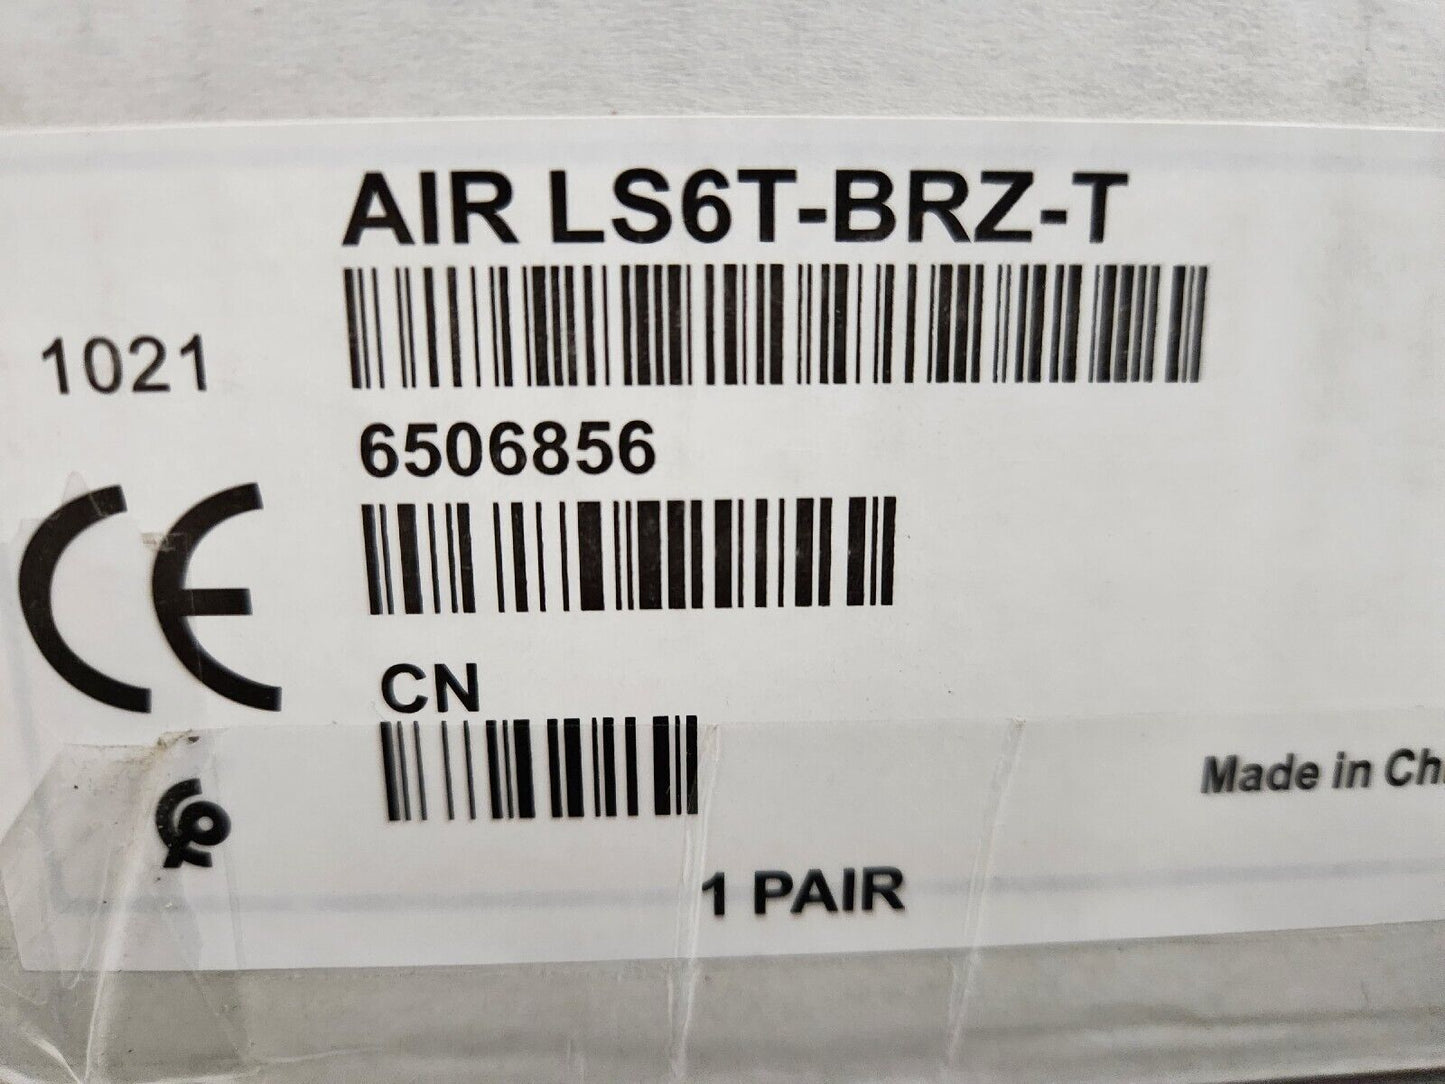 AIR LS6T-BRZ-T
1021
6506856
CE
CN
Made in Ch
1 PAIR